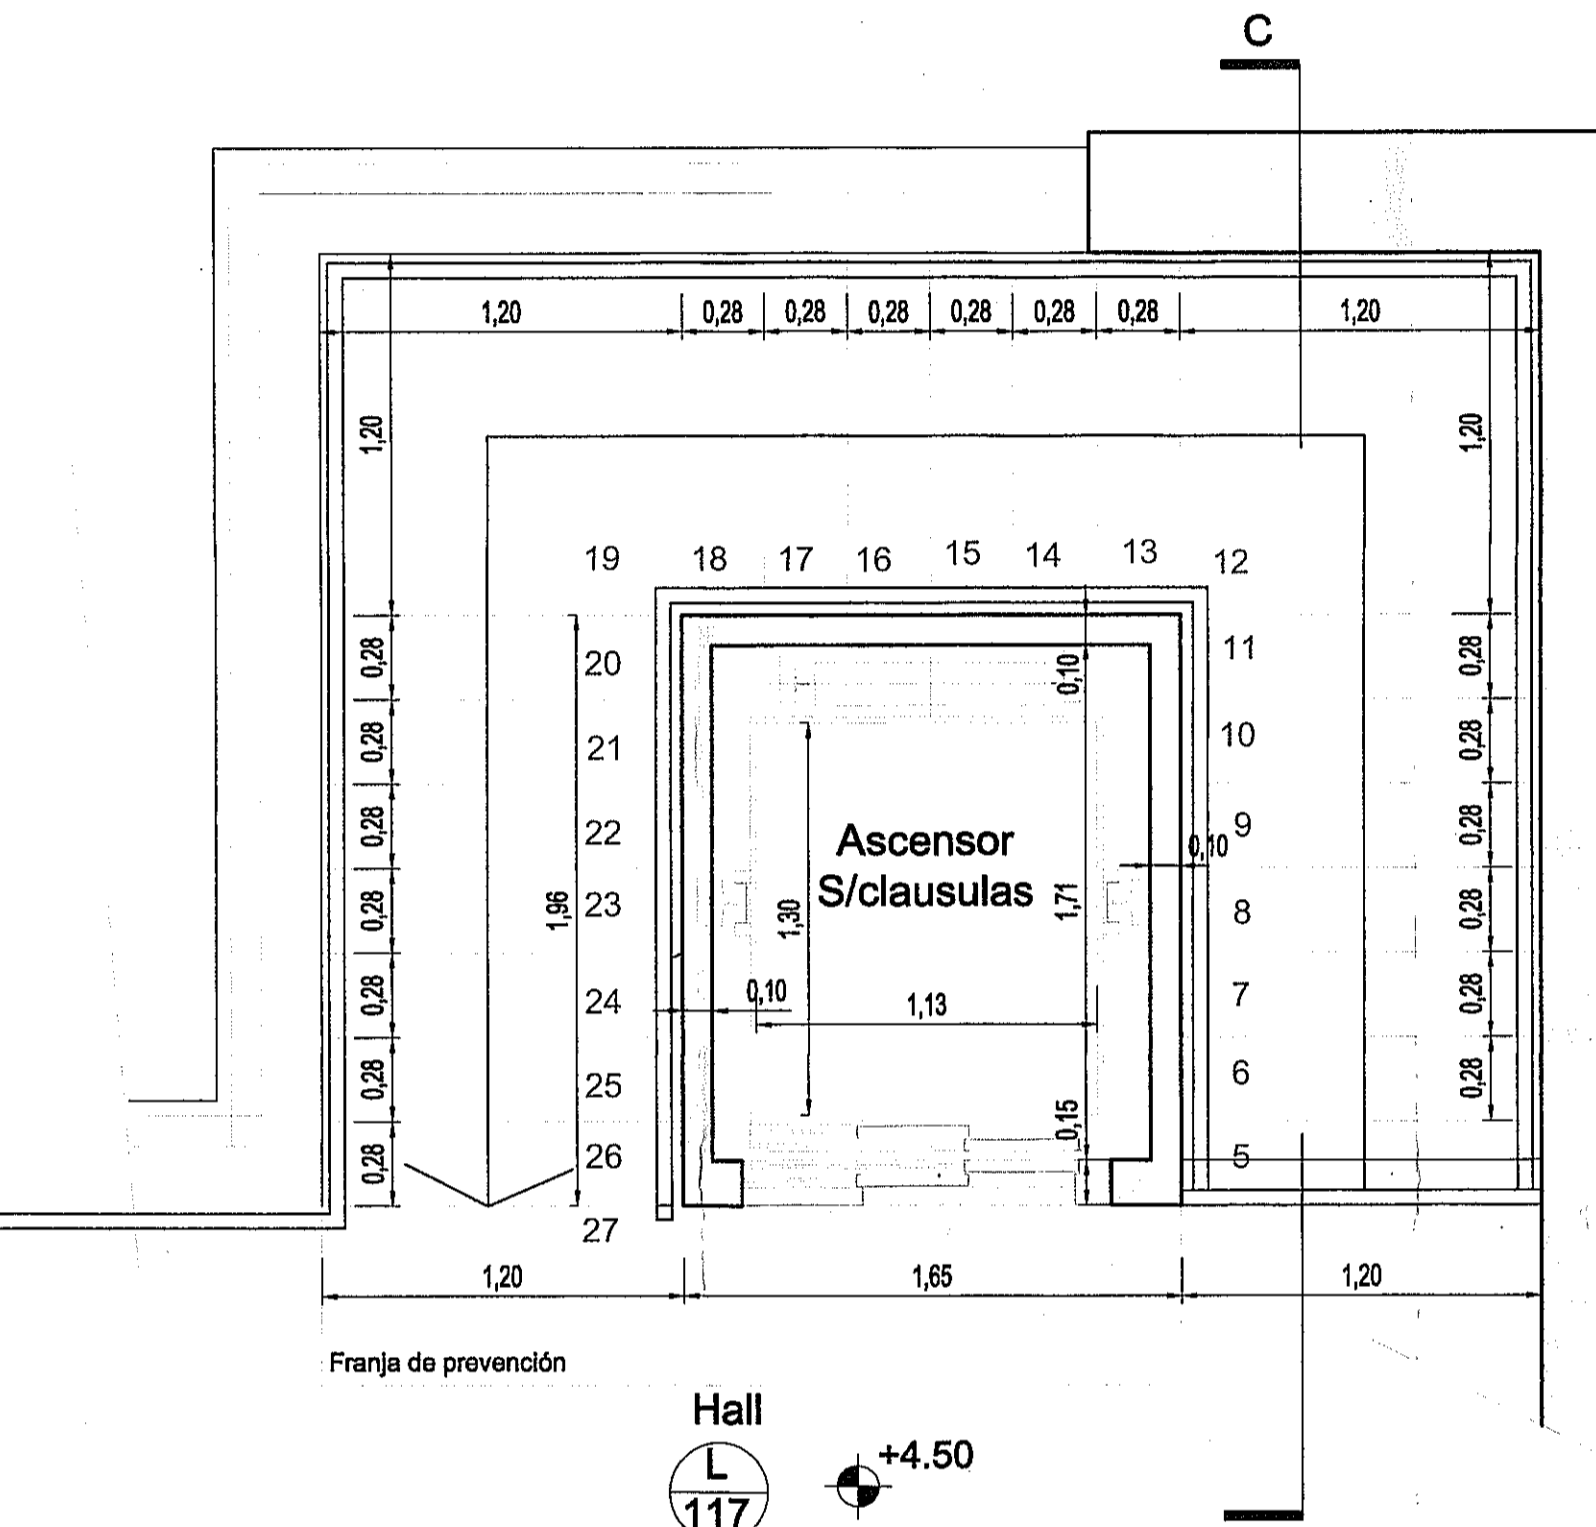 C
1,20 0,28 0,28 0,28 0,28 0,28 0,28 1,20
1,20 1,20
19 18 17 16 15 14 13 12
0,28 20 0,10 11 0,28
0,28 21 10 0,28
0,28 22 Ascensor 9 0,28
S/clausulas 0,10
0,28 1,96 23 1,30 1,71 8 0,28
0,28 24 0,10 1,13 7 0,28
0,28 25 6 0,28
0,28 26 0,15 5
27
1,20 1,65 1,20
Franja de prevención
Hall
L +4.50
117